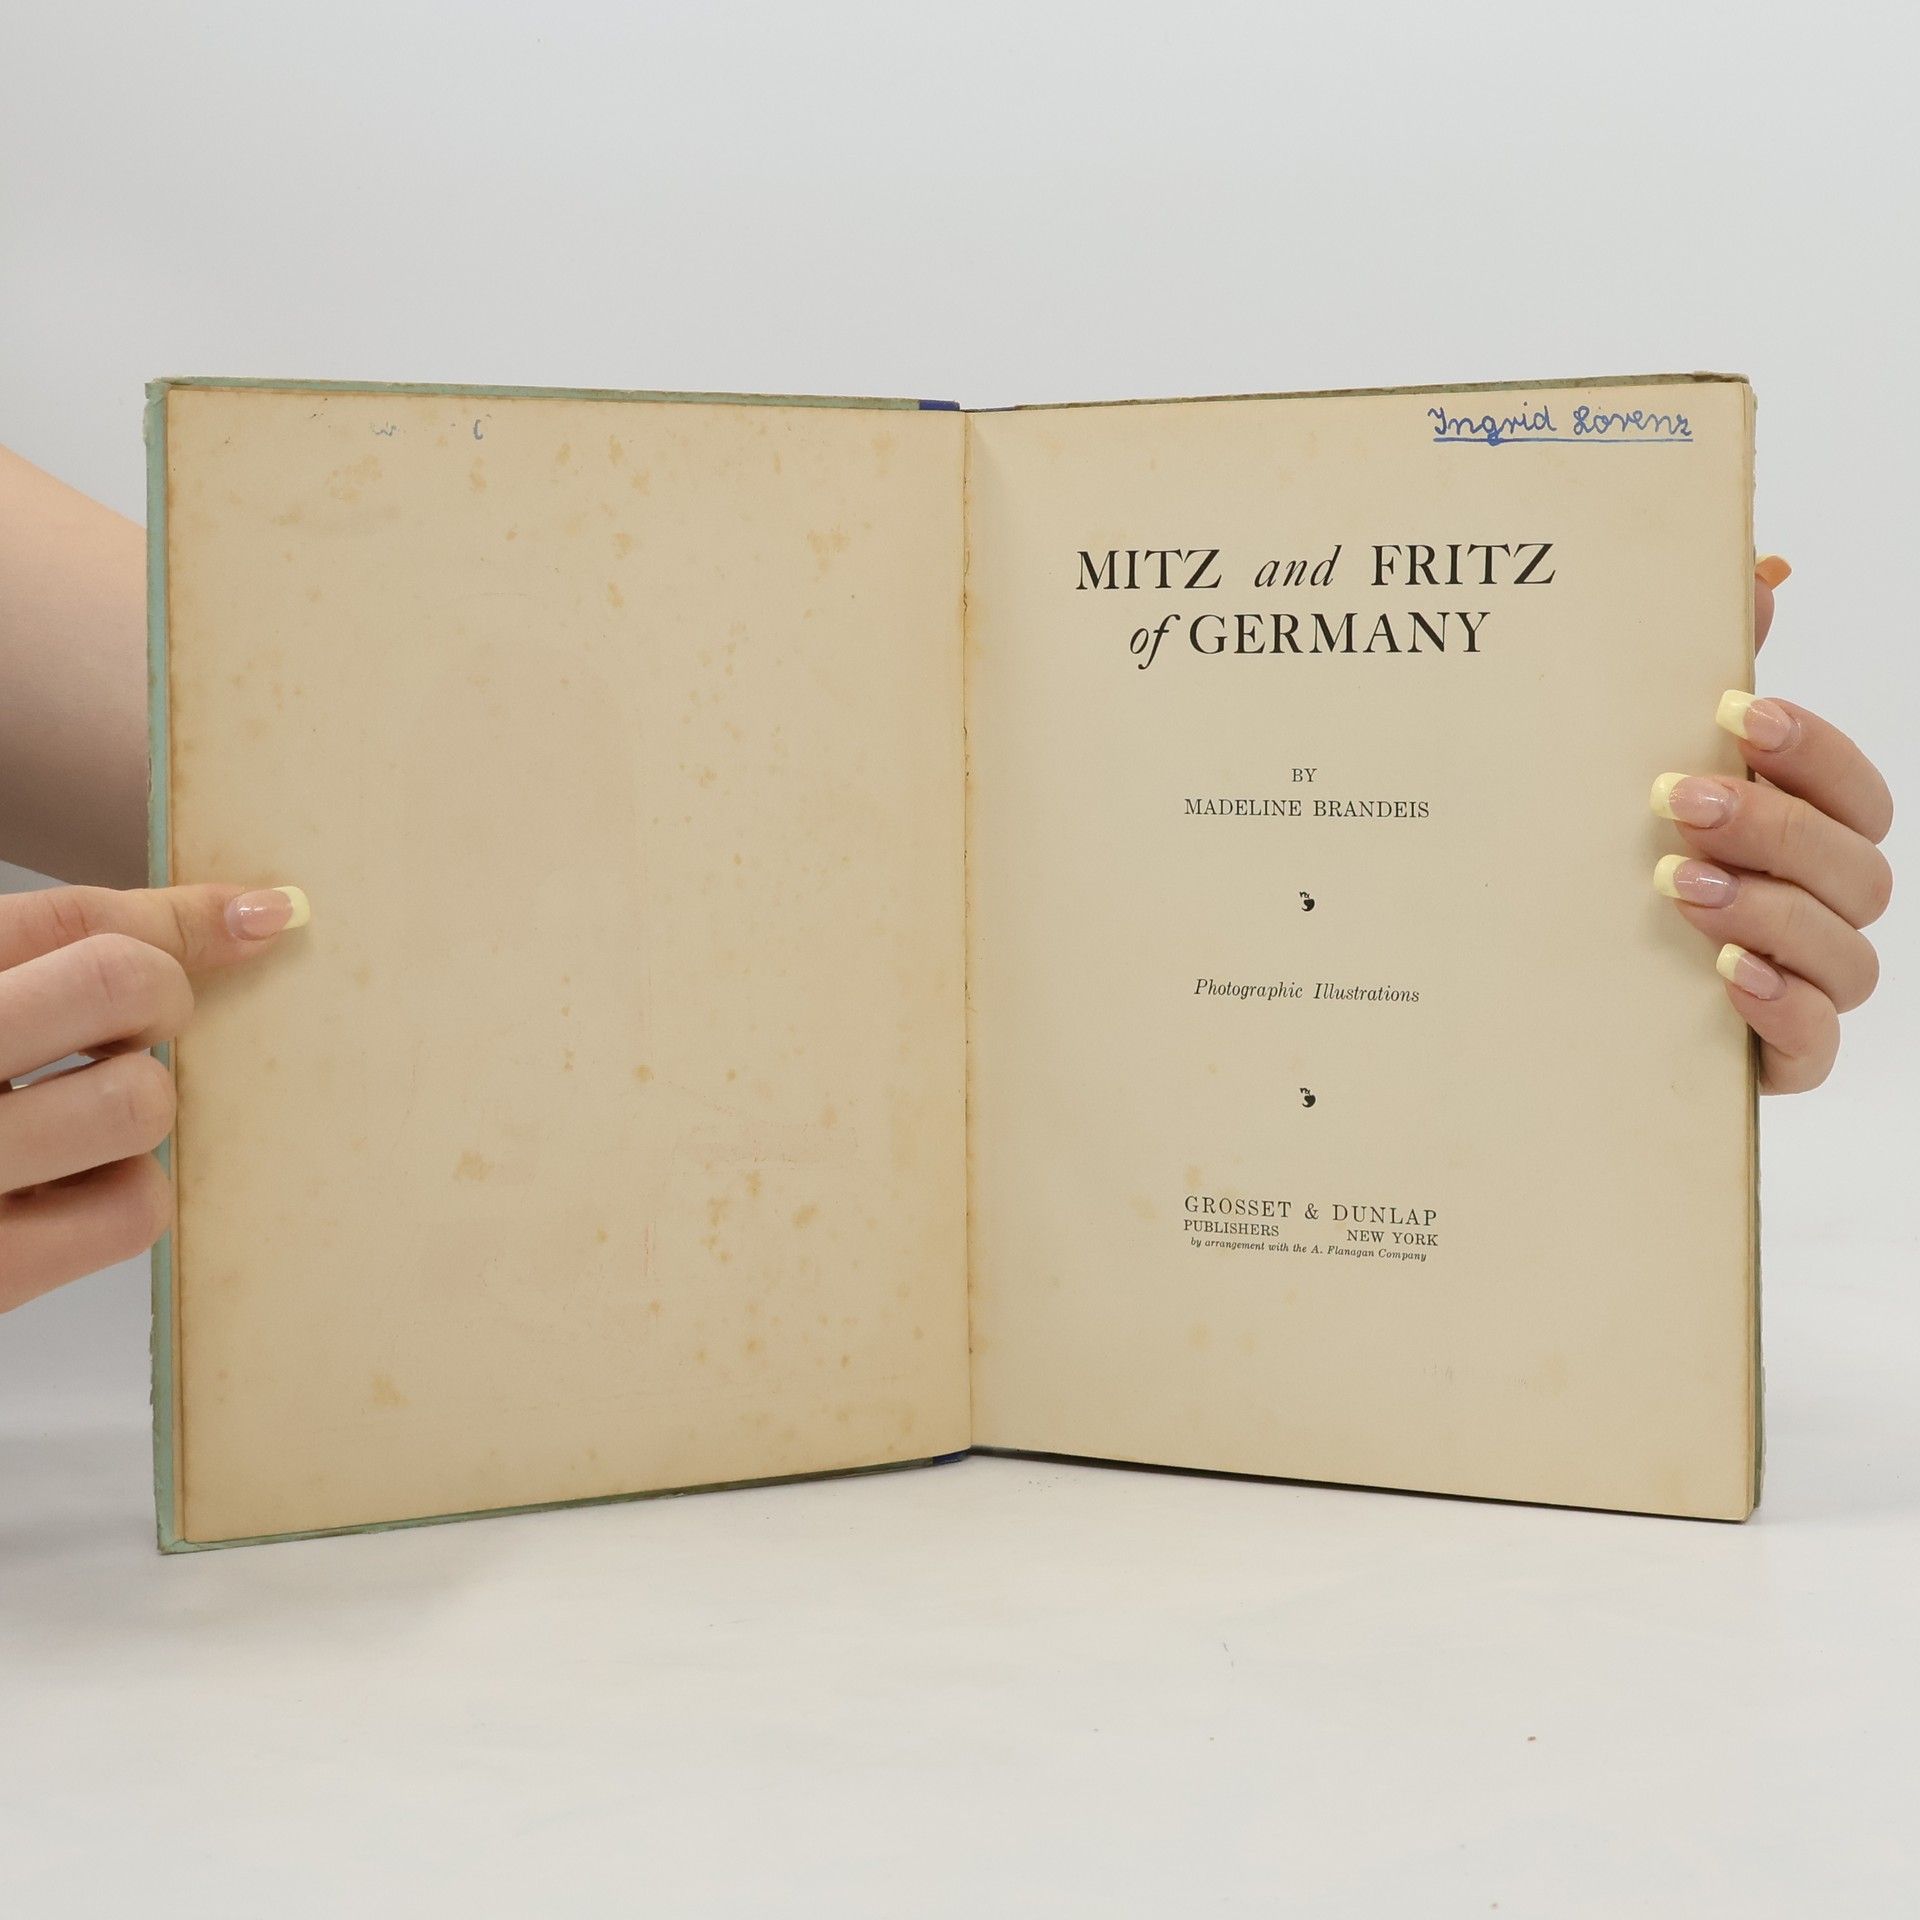 Ingrid Lorenz
MITZ and FRITZ
of GERMANY
BY
MADELINE BRANDEIS
Photographic Illustrations
GROSSET & DUNLAP
PUBLISHERS NEW YORK
by arrangement with the A. Flanagan Company